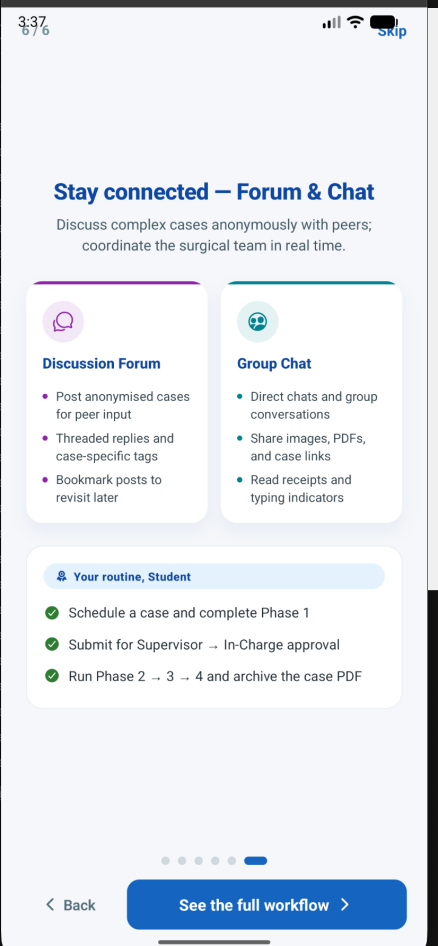 3:37
6 / 6
Skip
Stay connected — Forum & Chat
Discuss complex cases anonymously with peers;
coordinate the surgical team in real time.
Discussion Forum
Post anonymised cases
for peer input
Threaded replies and
case-specific tags
Bookmark posts to
revisit later
Group Chat
Direct chats and group
conversations
Share images, PDFs,
and case links
Read receipts and
typing indicators
Your routine, Student
Schedule a case and complete Phase 1
Submit for Supervisor → In-Charge approval
Run Phase 2 → 3 → 4 and archive the case PDF
Back
See the full workflow